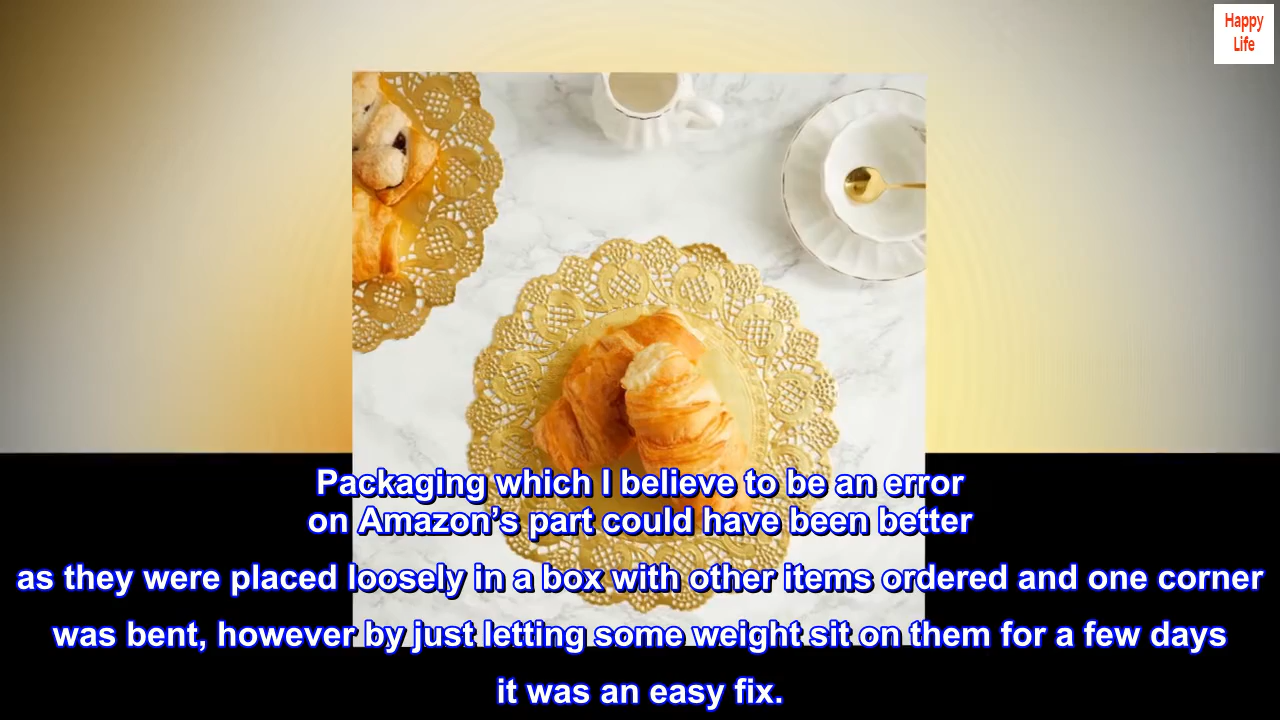 Happy
Life
Packaging which I believe to be an error
on Amazon’s part could have been better
as they were placed loosely in a box with other items ordered and one corner
was bent, however by just letting some weight sit on them for a few days
it was an easy fix.